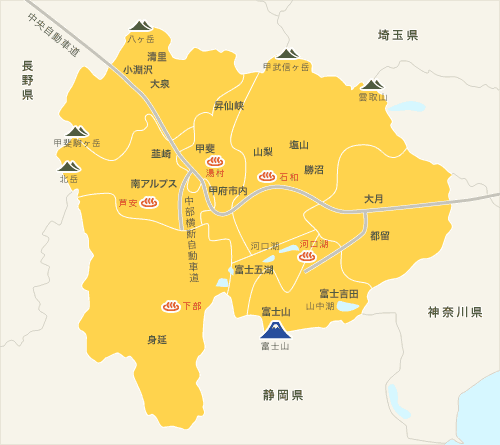 中央自動車道
八ヶ岳
埼玉県
清里
小淵沢
大泉
甲武信ヶ岳
長野県
雲取山
昇仙峡
甲斐駒ヶ岳
韮崎
甲斐
山梨
塩山
湯村
勝沼
北岳
石和
南アルプス
甲府市内
芦安
大月
中部横断自動車道
都留
河口湖
河口湖
富士五湖
富士吉田
下部
山中湖
富士山
神奈川県
身延
富士山
静岡県